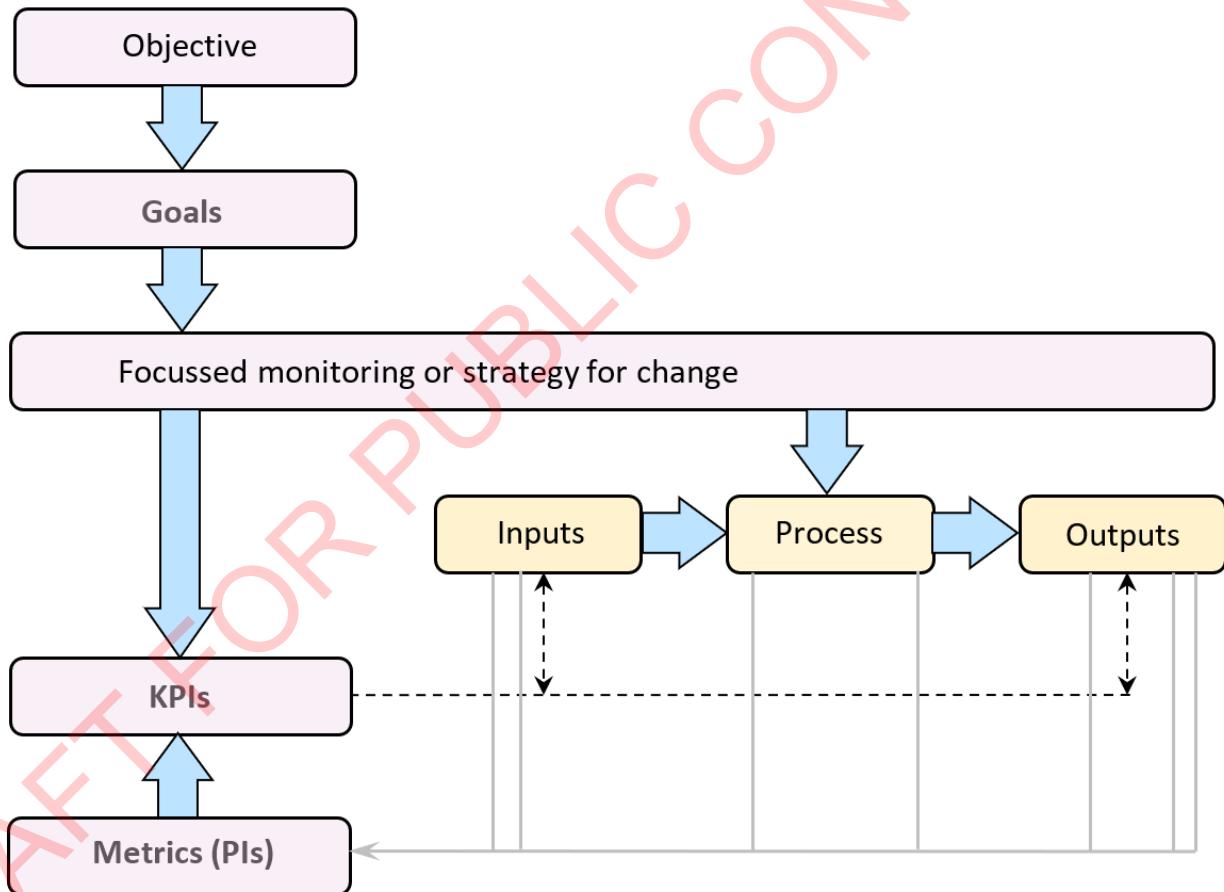 Objective
Goals
Focussed monitoring or strategy for change
Inputs
Process
Outputs
KPIs
Metrics (PIs)
AFT FOR PUBLIC CON